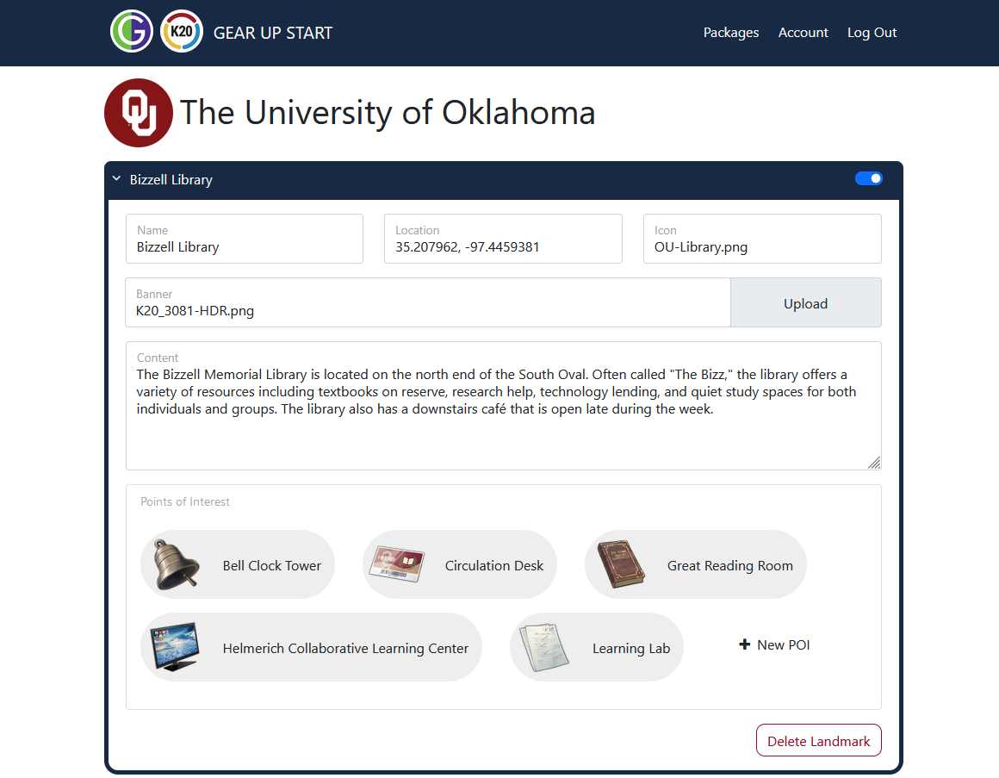 K20 GEAR UP START
Packages Account Log Out
The University of Oklahoma
Bizzell Library
Name
Bizzell Library
Location
35.207962, -97.4459381
Icon
OU-Library.png
Banner
K20_3081-HDR.png
Upload
Content
The Bizzell Memorial Library is located on the north end of the South Oval. Often called "The Bizz," the library offers a
variety of resources including textbooks on reserve, research help, technology lending, and quiet study spaces for both
individuals and groups. The library also has a downstairs café that is open late during the week.
Points of Interest
Bell Clock Tower
Circulation Desk
Great Reading Room
Helmerich Collaborative Learning Center
Learning Lab
New POI
Delete Landmark